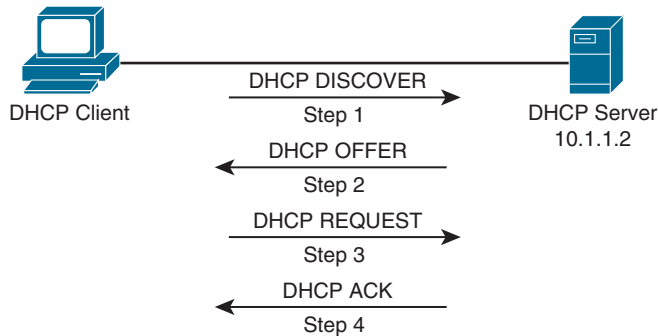 DHCP DISCOVER
DHCP Client
Step 1
DHCP Server
10.1.1.2
DHCP OFFER
Step 2
DHCP REQUEST
Step 3
DHCP ACK
Step 4